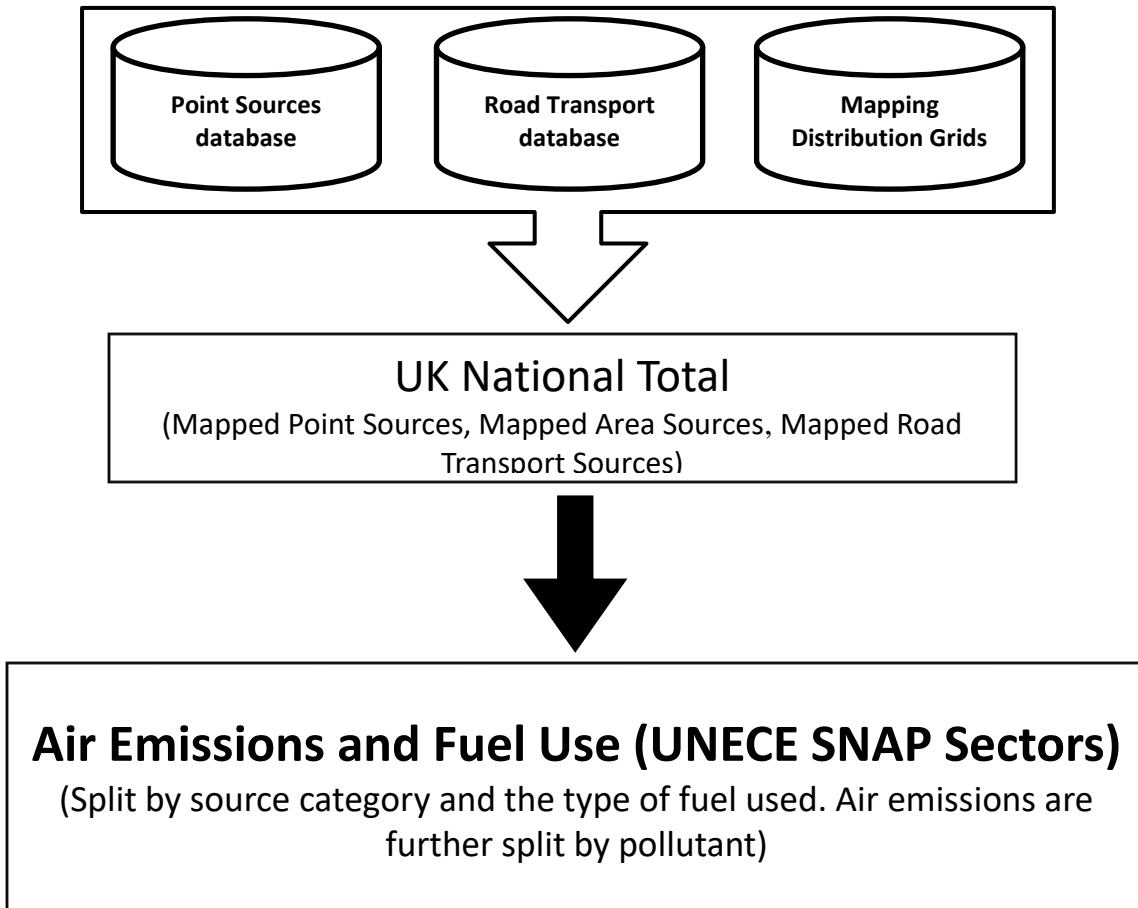 Point Sources
database
Road Transport
database
Mapping
Distribution Grids
UK National Total
(Mapped Point Sources, Mapped Area Sources, Mapped Road
Transport Sources)
Air Emissions and Fuel Use (UNECE SNAP Sectors)
(Split by source category and the type of fuel used. Air emissions are
further split by pollutant)